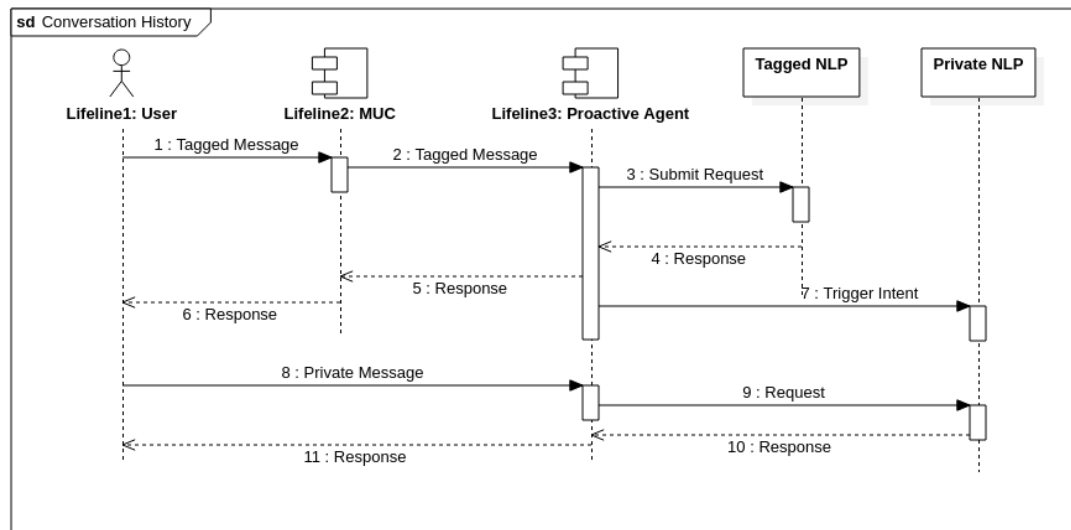 sd Conversation History
Tagged NLP
Private NLP
Lifeline1: User
Lifeline2: MUC
Lifeline3: Proactive Agent
1 : Tagged Message
2 : Tagged Message
3 : Submit Request
4 : Response
5 : Response
6 : Response
7 : Trigger Intent
8 : Private Message
9 : Request
10 : Response
11 : Response